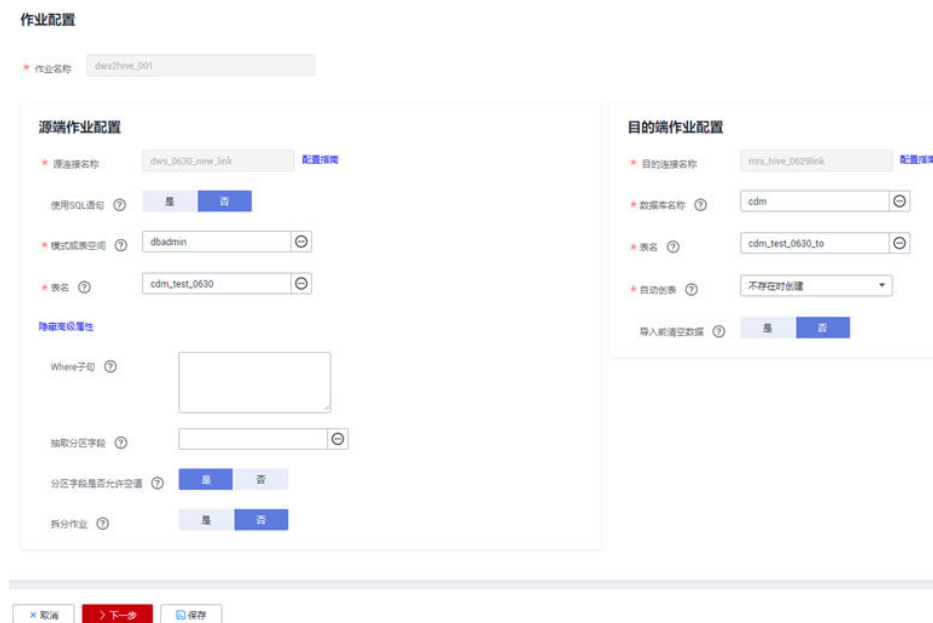 作业配置
* 作业名称 dws2hive_001
源端作业配置
* 源连接名称 dws_0630_new_link 配置指南
使用SQL语句 ? 是 否
* 模式或表空间 ? dbadmin
* 表名 ? cdm_test_0630
隐藏高级属性
Where子句 ?
抽取分区字段 ?
分区字段是否允许空值 ? 是 否
拆分作业 ? 是 否
目的端作业配置
* 目的连接名称 mrs_hive_0629link 配置指南
* 数据库名称 ? cdm
* 表名 ? cdm_test_0630_to
* 自动创表 ? 不存在时创建
导入前清空数据 ? 是 否
× 取消 > 下一步 保存